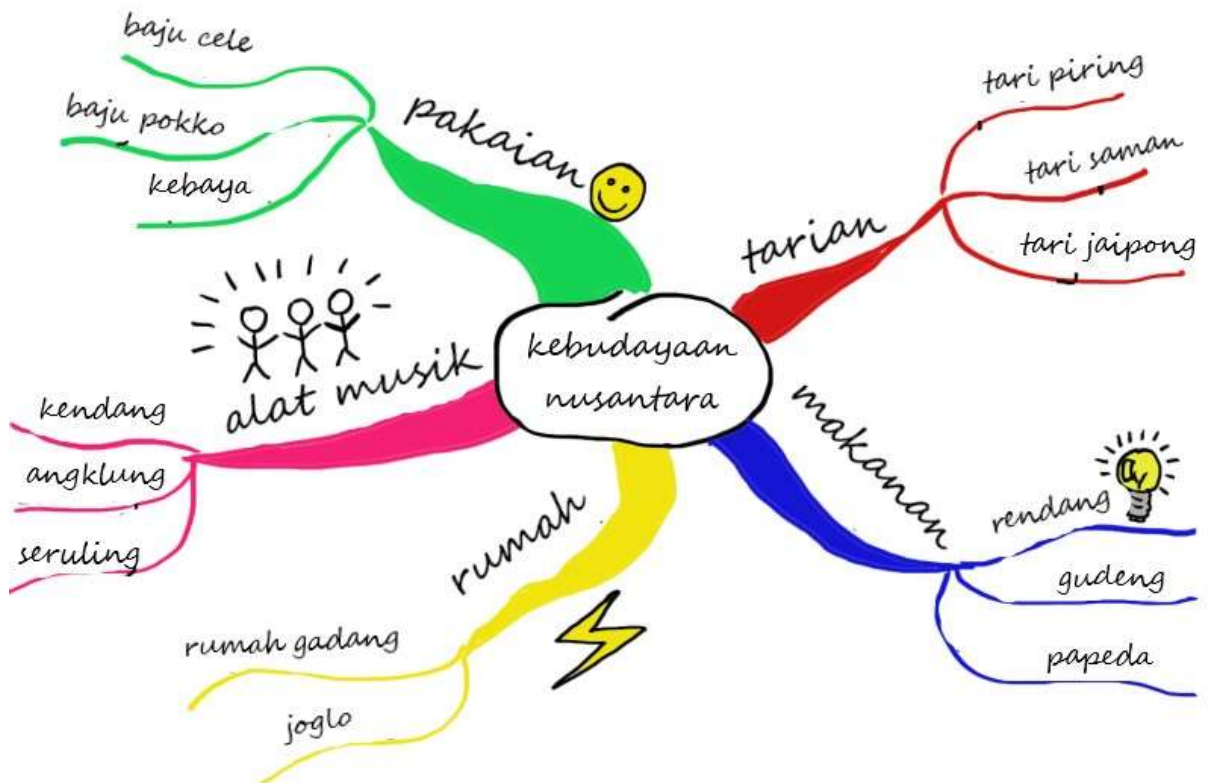 kebudayaan
nusantara
pakaian
baju cele
baju pokko
kebaya
tarian
tari piring
tari saman
tari jaipong
alat musik
kendang
angklung
seruling
rumah
rumah gadang
joglo
makanan
rendang
gudeng
papeda